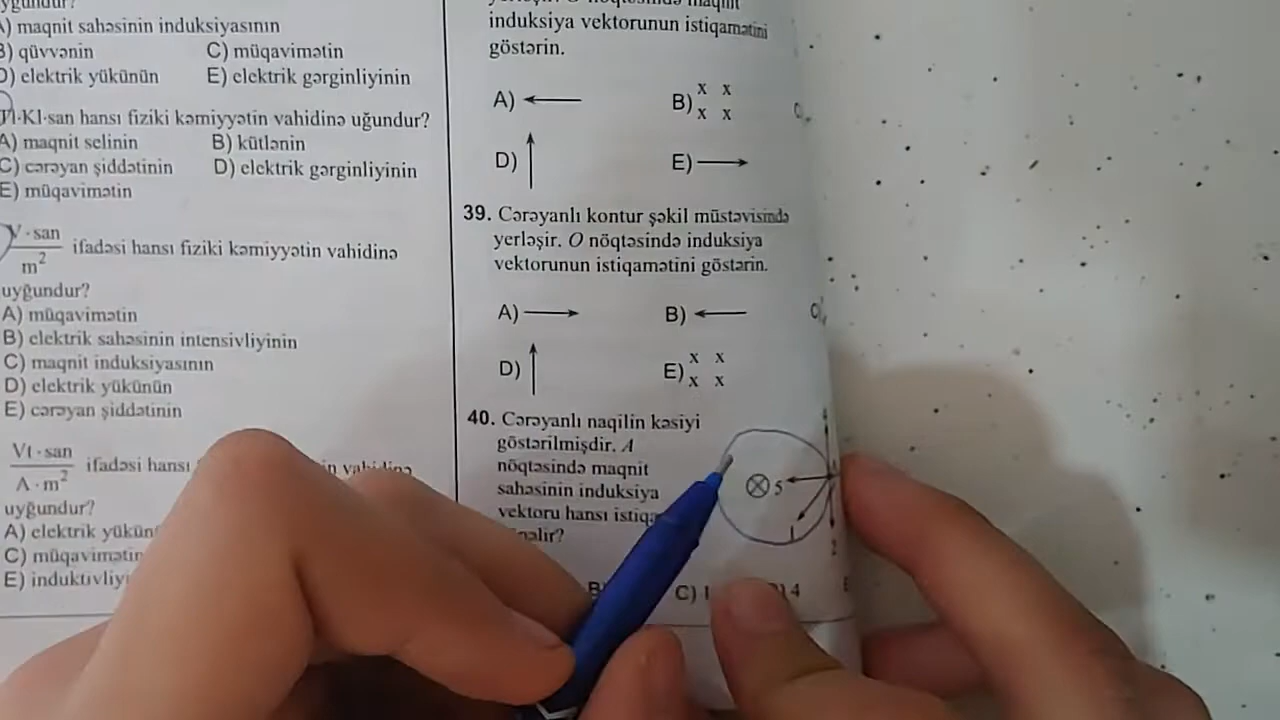 A) maqnit sahəsinin induksiyasının
B) qüvvənin C) müqavimətin
D) elektrik yükünün E) elektrik gərginliyinin
Tl·Kl·san hansı fiziki kəmiyyətin vahidinə uğundur?
A) maqnit selinin B) kütlənin
C) cərəyan şiddətinin D) elektrik gərginliyinin
E) müqavimətin
V·san
m² ifadəsi hansı fiziki kəmiyyətin vahidinə
uyğundur?
A) müqavimətin
B) elektrik sahəsinin intensivliyinin
C) maqnit induksiyasının
D) elektrik yükünün
E) cərəyan şiddətinin
Vt·san
A·m² ifadəsi hansı
uyğundur?
A) elektrik
C)
E)
induksiya vektorunun istiqamətini
göstərin.
A) B) x x
x x
D) E)
39. Cərəyanlı kontur şəkil müstəvisində
yerləşir. O nöqtəsində induksiya
vektorunun istiqamətini göstərin.
A) B)
D) E) x x
x x
40. Cərəyanlı naqilin kəsiyi
göstərilmişdir. A
nöqtəsində maqnit
sahəsinin induksiya
vektoru hansı
5
1
2
C) 4